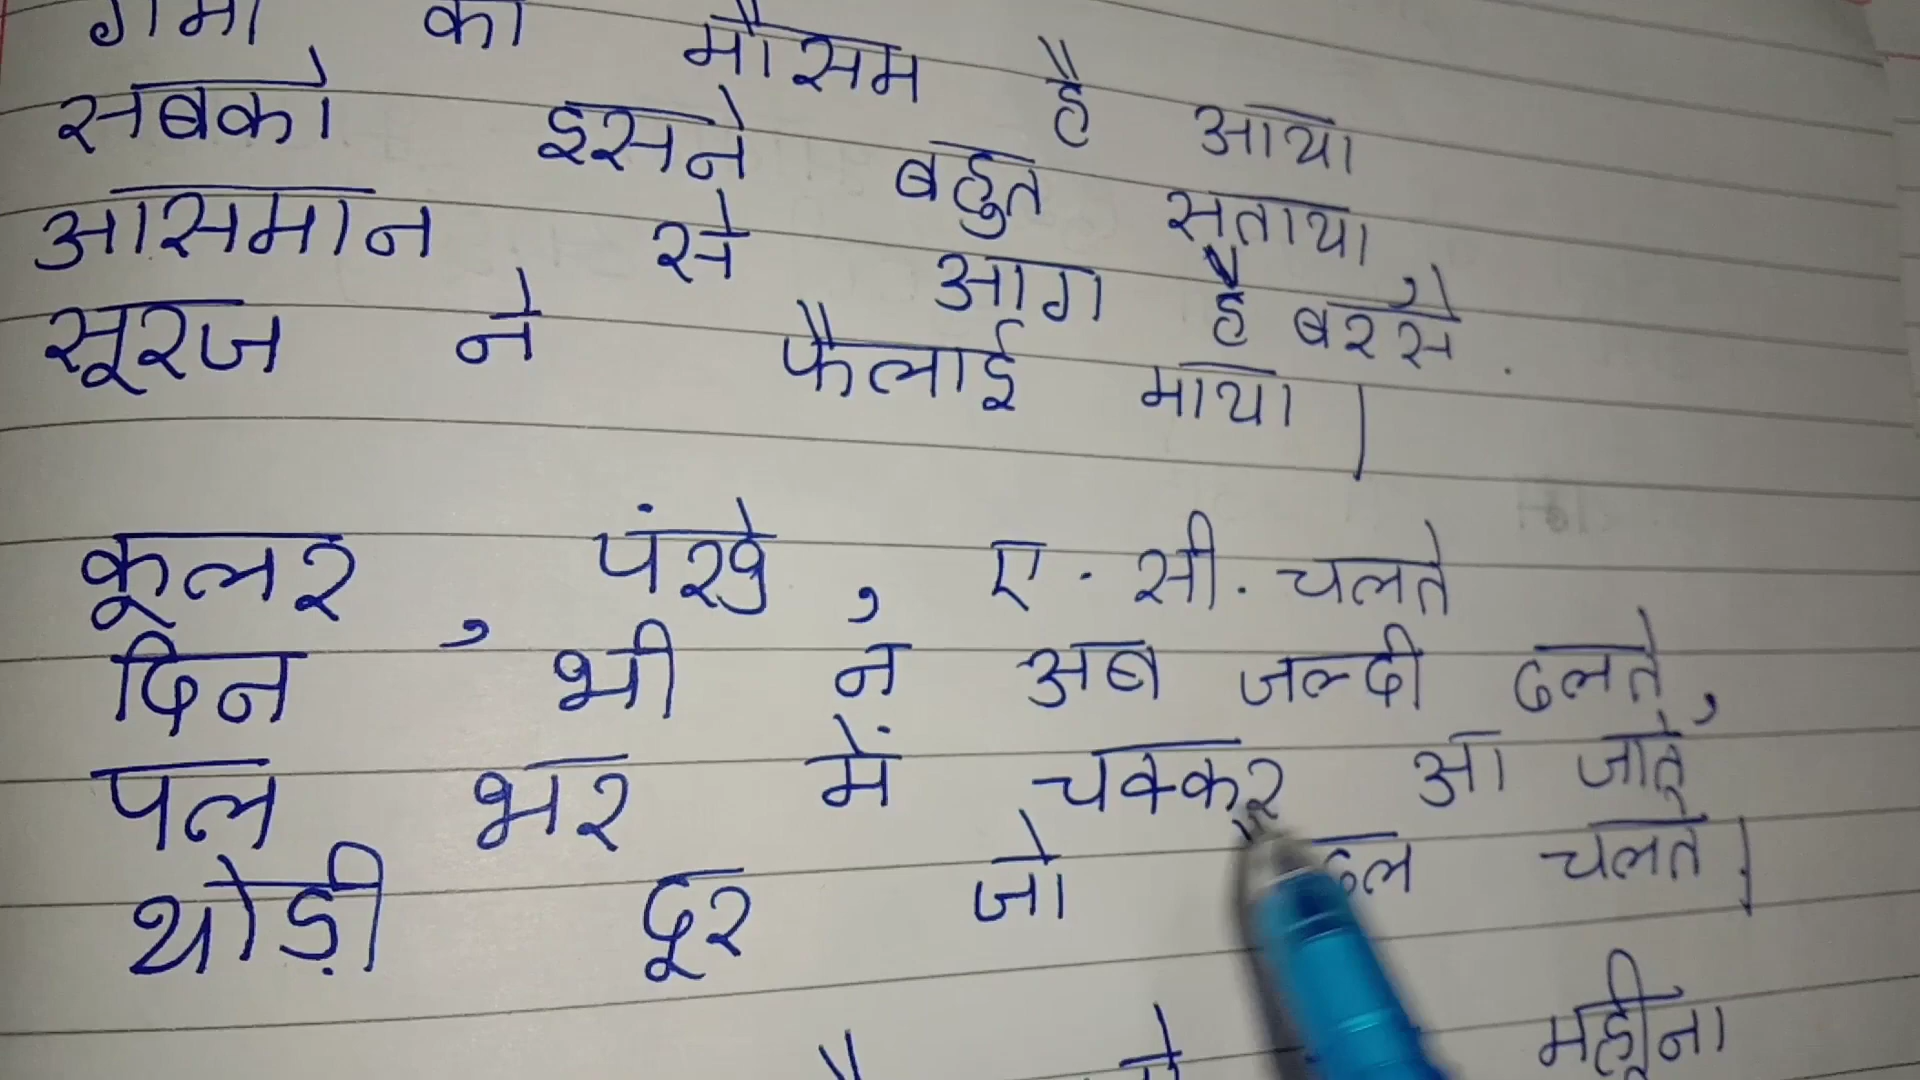 गर्मी का मौसम है आया
सबको इसने बहुत सताया
आसमान से आग है बरसे
सूरज ने फैलाई माया।
कूलर, पंखे, ए. सी. चलते
दिन भी न अब जल्दी ढलते,
पल भर में चक्कर आ जाते
थोड़ी दूर जो चलते।
महीना